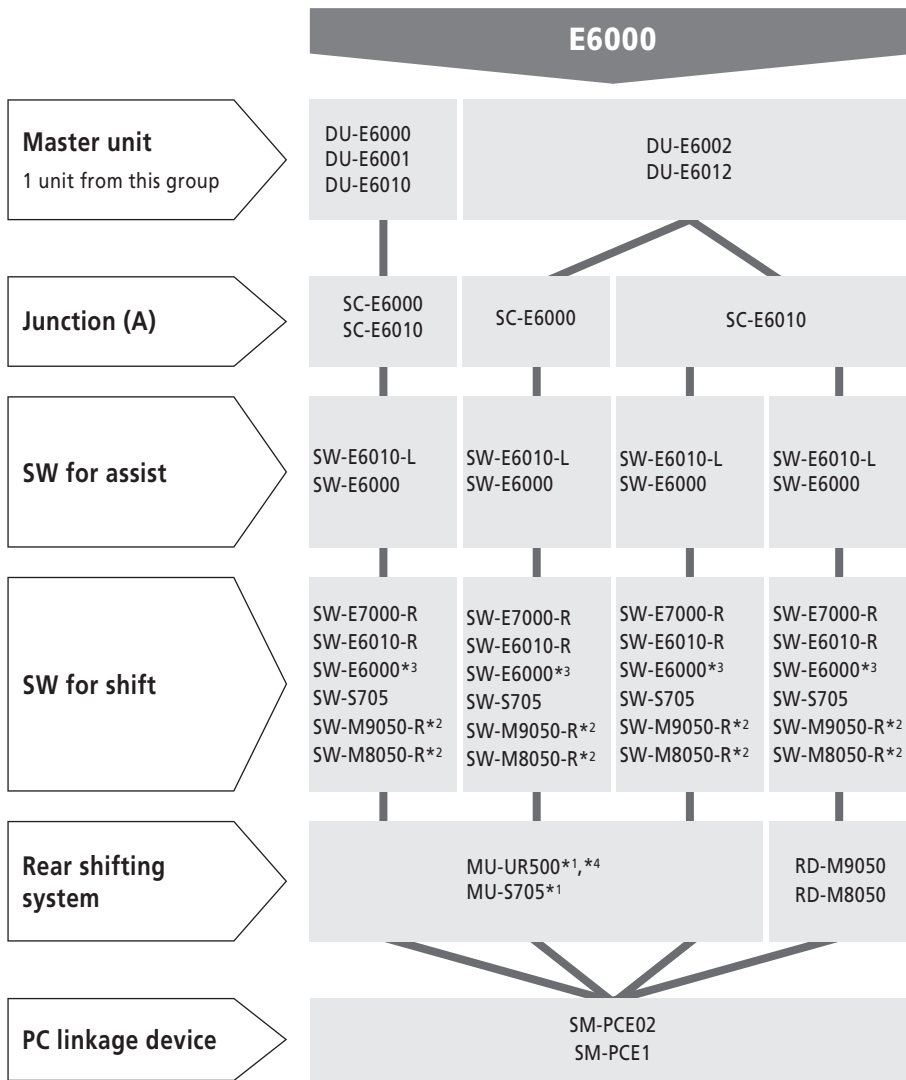 E6000
Master unit
1 unit from this group
DU-E6000
DU-E6001
DU-E6010
DU-E6002
DU-E6012
Junction (A)
SC-E6000
SC-E6010
SC-E6000
SC-E6010
SW for assist
SW-E6010-L
SW-E6000
SW-E6010-L
SW-E6000
SW-E6010-L
SW-E6000
SW-E6010-L
SW-E6000
SW for shift
SW-E7000-R
SW-E6010-R
SW-E6000*3
SW-S705
SW-M9050-R*2
SW-M8050-R*2
SW-E7000-R
SW-E6010-R
SW-E6000*3
SW-S705
SW-M9050-R*2
SW-M8050-R*2
SW-E7000-R
SW-E6010-R
SW-E6000*3
SW-S705
SW-M9050-R*2
SW-M8050-R*2
SW-E7000-R
SW-E6010-R
SW-E6000*3
SW-S705
SW-M9050-R*2
SW-M8050-R*2
Rear shifting
system
MU-UR500*1,*4
MU-S705*1
RD-M9050
RD-M8050
PC linkage device
SM-PCE02
SM-PCE1